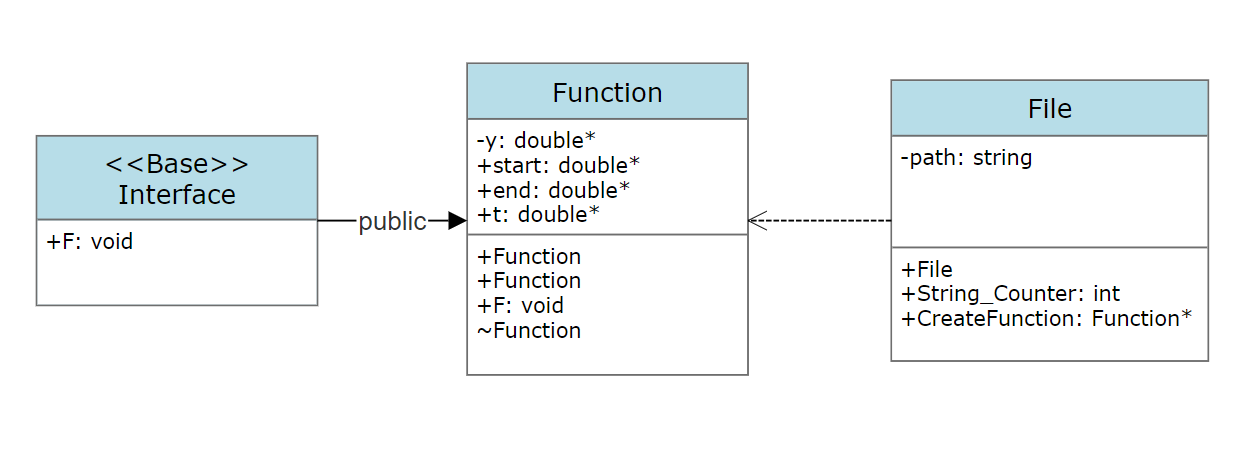 <<Base>>
Interface
+F: void
public
Function
-y: double*
+start: double*
+end: double*
+t: double*
+Function
+Function
+F: void
~Function
File
-path: string
+File
+String_Counter: int
+CreateFunction: Function*